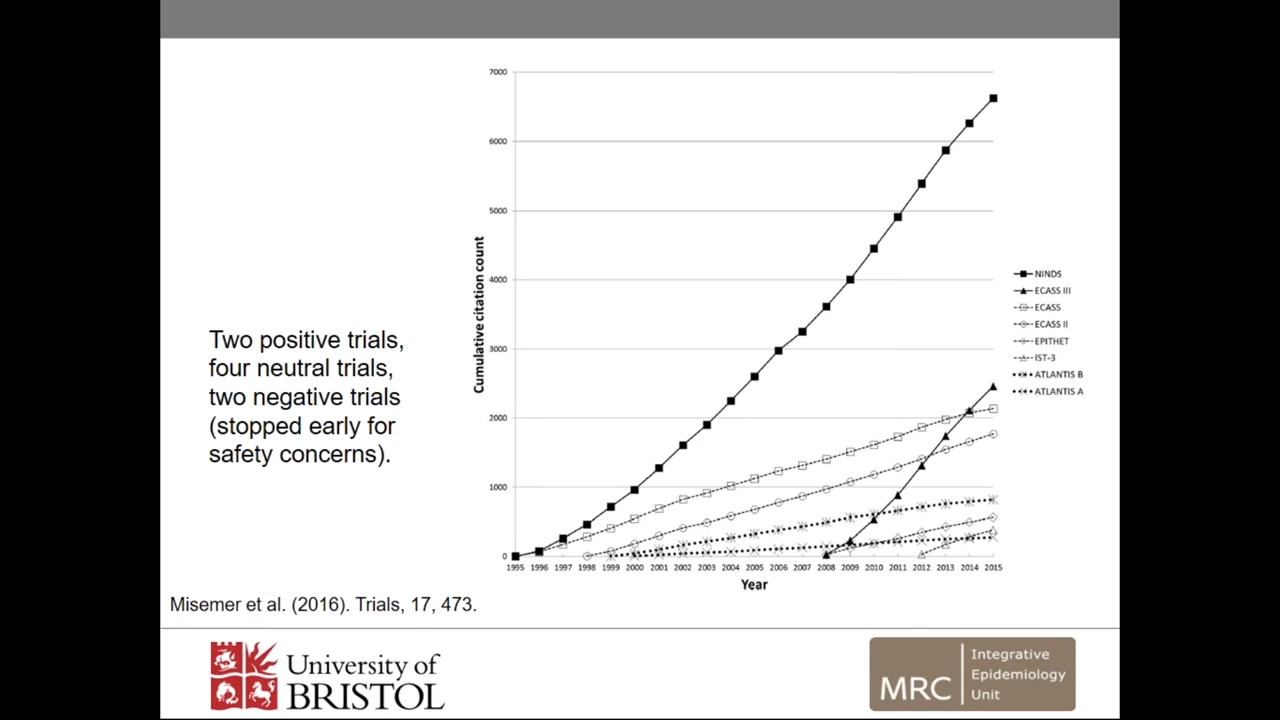 7000
6000
5000
4000
3000
2000
1000
0
Cumulative citation count
1995 1996 1997 1998 1999 2000 2001 2002 2003 2004 2005 2006 2007 2008 2009 2010 2011 2012 2013 2014 2015
Year
NINDS
ECASS III
ECASS
ECASS II
EPITHET
IST-3
ATLANTIS B
ATLANTIS A
Two positive trials,
four neutral trials,
two negative trials
(stopped early for
safety concerns).
Misemer et al. (2016). Trials, 17, 473.
University of
BRISTOL
MRC
Integrative
Epidemiology
Unit